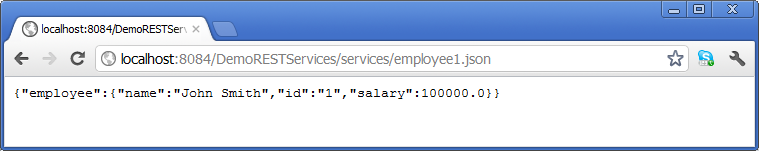 localhost:8084/DemoRESTServ
localhost:8084/DemoRESTServices/services/employee1.json
{"employee":{"name":"John Smith","id":"1","salary":100000.0}}